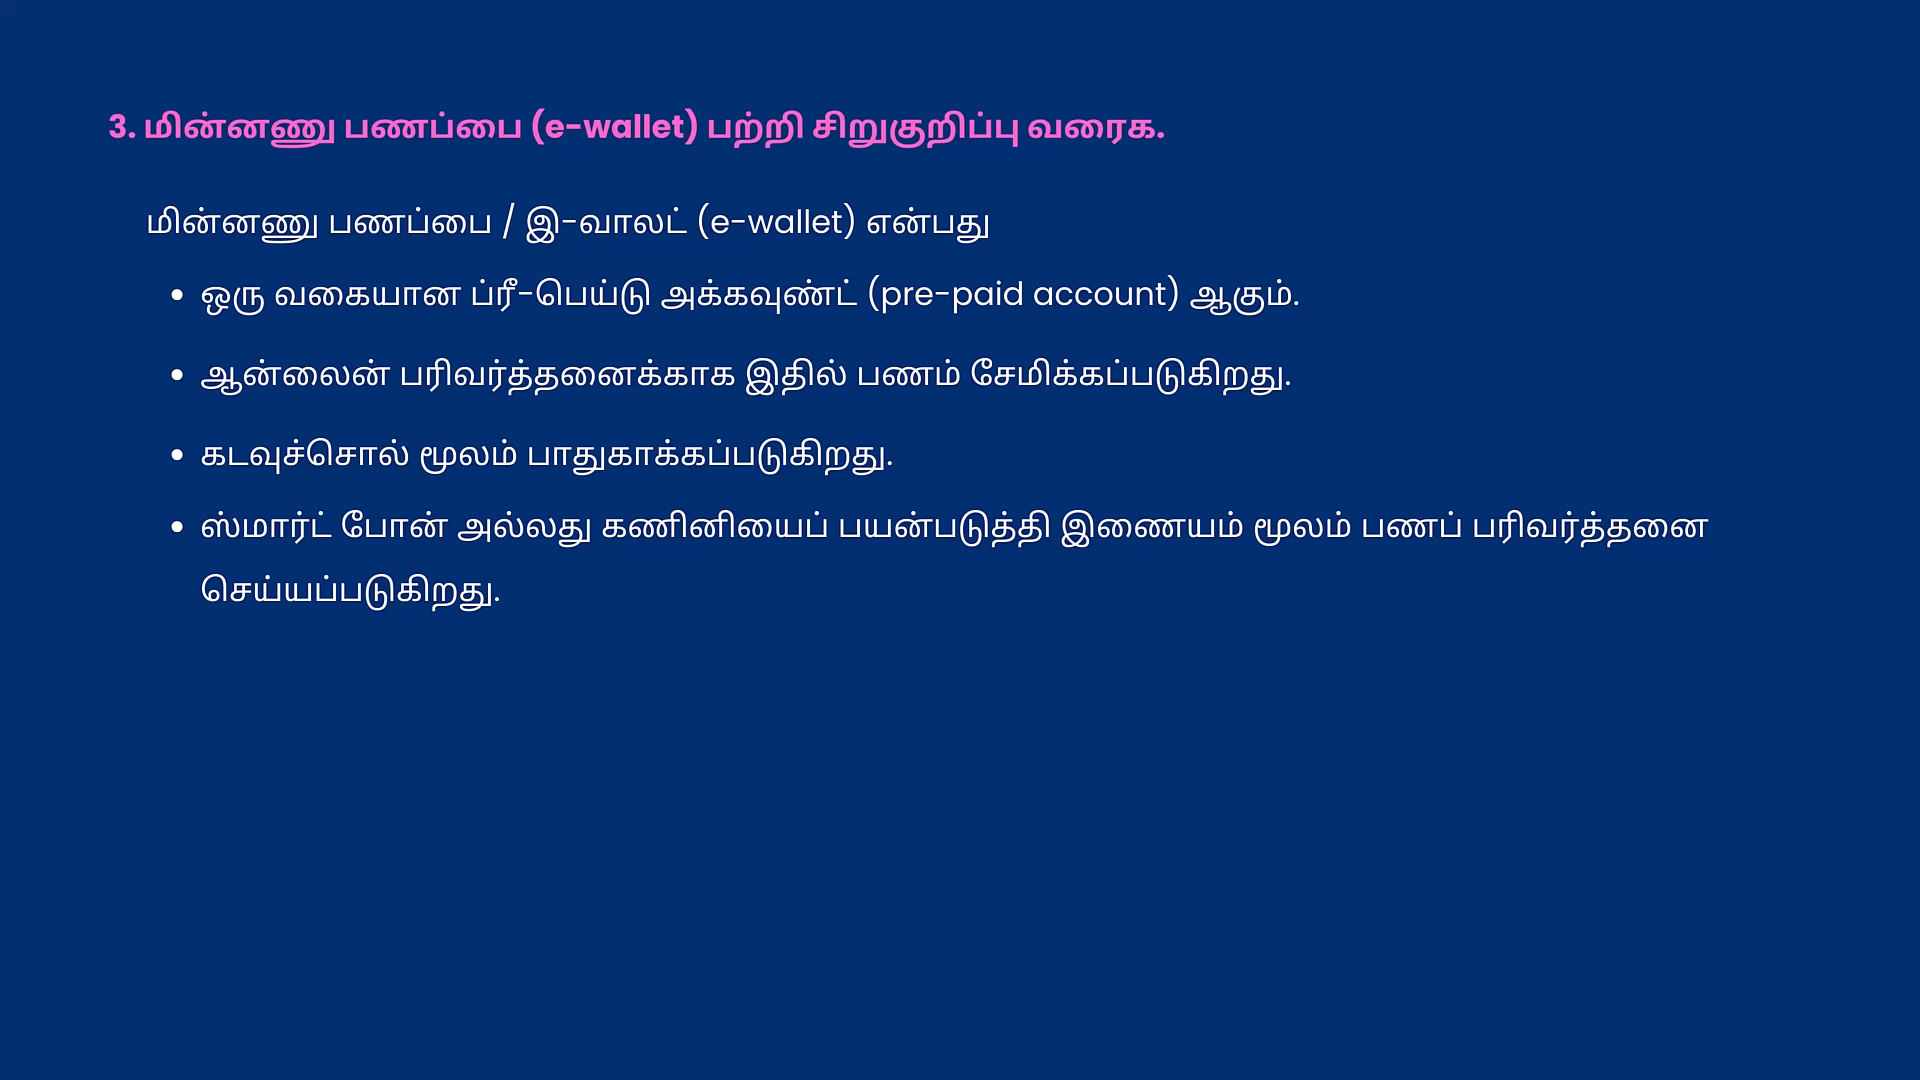 3. மின்னணு பணப்பை (e-wallet) பற்றி சிறுகுறிப்பு வரைக.
மின்னணு பணப்பை / இ-வாலட் (e-wallet) என்பது
• ஒரு வகையான ப்ரீ-பெய்டு அக்கவுண்ட் (pre-paid account) ஆகும்.
• ஆன்லைன் பரிவர்த்தனைக்காக இதில் பணம் சேமிக்கப்படுகிறது.
• கடவுச்சொல் மூலம் பாதுகாக்கப்படுகிறது.
• ஸ்மார்ட் போன் அல்லது கணினியைப் பயன்படுத்தி இணையம் மூலம் பணப் பரிவர்த்தனை
செய்யப்படுகிறது.